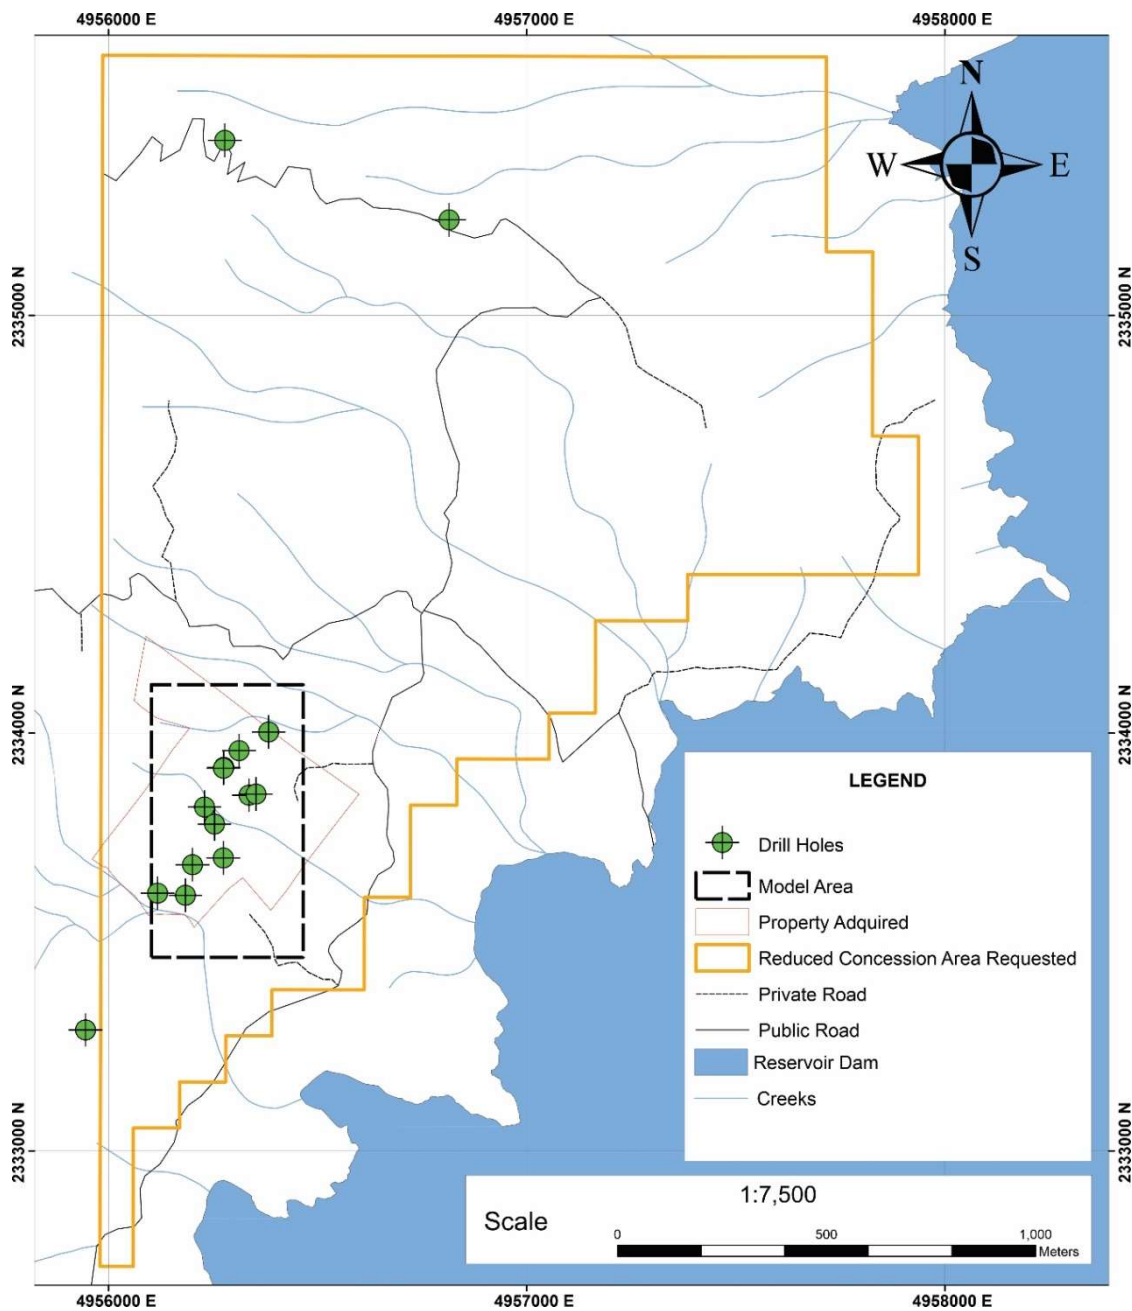 4956000 E
4957000 E
4958000 E
N
W
E
S
2335000 N
2335000 N
2334000 N
2334000 N
LEGEND
Drill Holes
Model Area
Property Adquired
Reduced Concession Area Requested
Private Road
Public Road
Reservoir Dam
Creeks
2333000 N
2333000 N
1:7,500
Scale
0
500
1,000
Meters
4956000 E
4957000 E
4958000 E